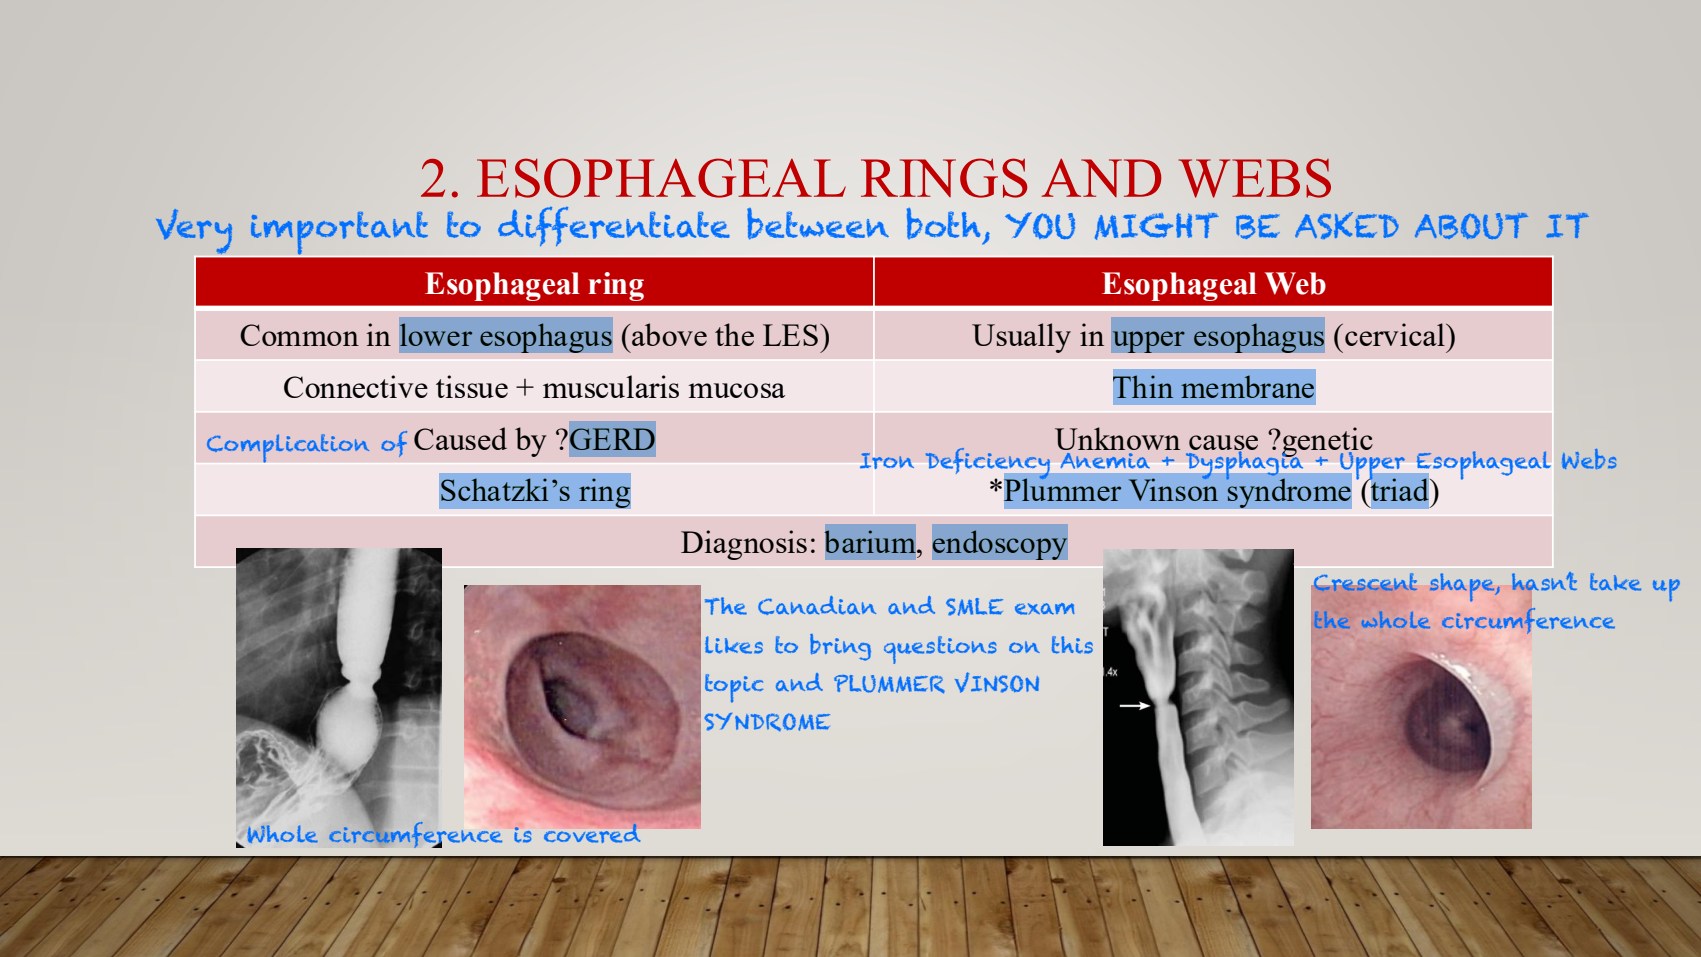 2. ESOPHAGEAL RINGS AND WEBS
Very important to differentiate between both, YOU MIGHT BE ASKED ABOUT IT
Esophageal ring
Esophageal Web
Common in lower esophagus (above the LES)
Usually in upper esophagus (cervical)
Connective tissue + muscularis mucosa
Thin membrane
Complication of Caused by ?GERD
Unknown cause ?genetic
Iron Deficiency Anemia + Dysphagia + Upper Esophageal Webs
Schatzki’s ring
*Plummer Vinson syndrome (triad)
Diagnosis: barium, endoscopy
The Canadian and SMLE exam
likes to bring questions on this
topic and PLUMMER VINSON
SYNDROME
Whole circumference is covered
T
.4x
Crescent shape, hasn't take up
the whole circumference